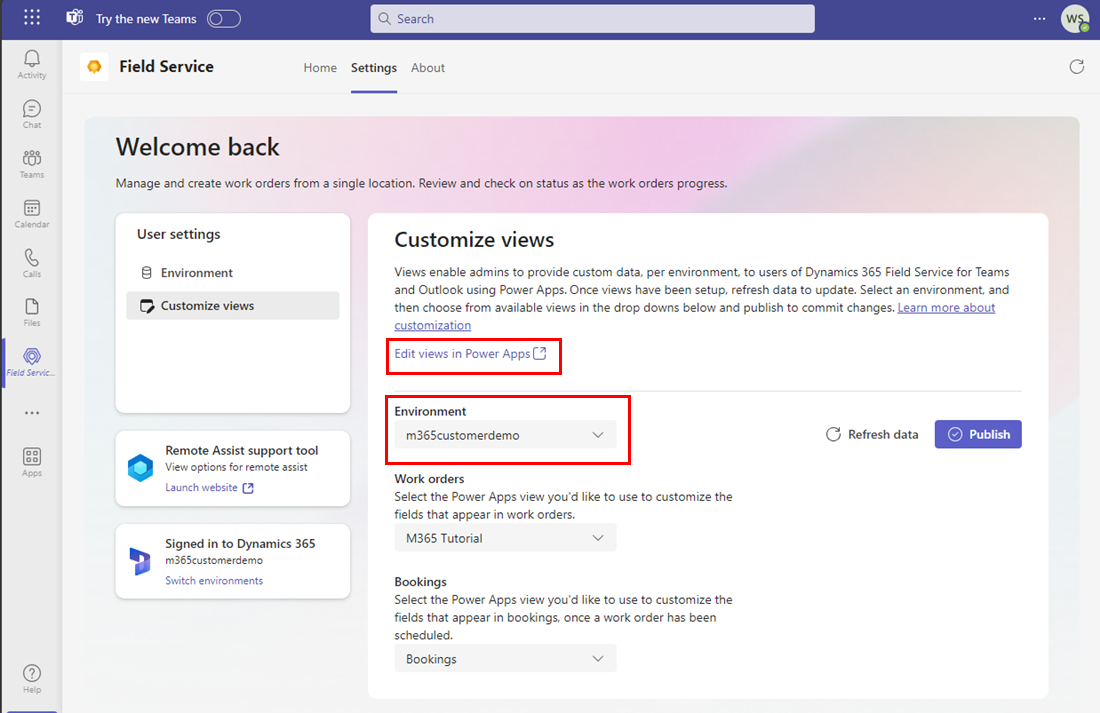 Try the new Teams
Search
WS
Activity
Chat
Teams
Calendar
Calls
Files
Field Servic...
Apps
Help
Field Service
Home
Settings
About
Welcome back
Manage and create work orders from a single location. Review and check on status as the work orders progress.
User settings
Environment
Customize views
Remote Assist support tool
View options for remote assist
Launch website
Signed in to Dynamics 365
m365customerdemo
Switch environments
Customize views
Views enable admins to provide custom data, per environment, to users of Dynamics 365 Field Service for Teams
and Outlook using Power Apps. Once views have been setup, refresh data to update. Select an environment, and
then choose from available views in the drop downs below and publish to commit changes. Learn more about
customization
Edit views in Power Apps
Environment
m365customerdemo
Refresh data
Publish
Work orders
Select the Power Apps view you'd like to use to customize the
fields that appear in work orders.
M365 Tutorial
Bookings
Select the Power Apps view you'd like to use to customize the
fields that appear in bookings, once a work order has been
scheduled.
Bookings